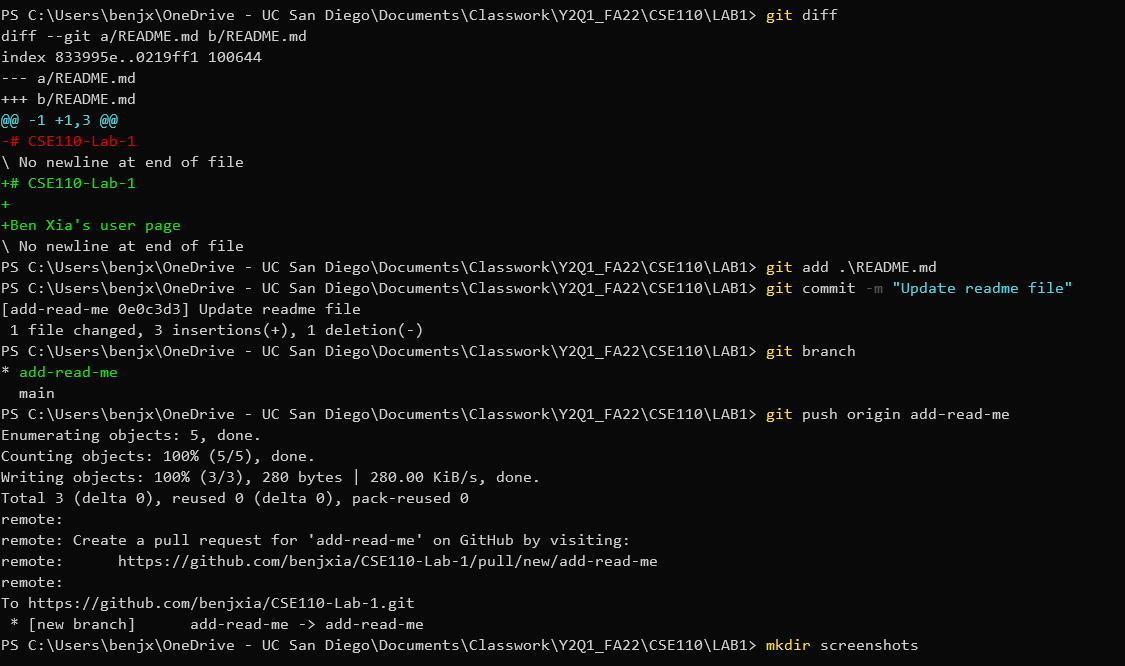 PS C:\Users\benjx\OneDrive - UC San Diego\Documents\Classwork\Y2Q1_FA22\CSE110\LAB1> git diff
diff --git a/README.md b/README.md
index 833995e..0219ff1 100644
--- a/README.md
+++ b/README.md
@@ -1 +1,3 @@
-# CSE110-Lab-1
\ No newline at end of file
+# CSE110-Lab-1
+
+Ben Xia's user page
\ No newline at end of file
PS C:\Users\benjx\OneDrive - UC San Diego\Documents\Classwork\Y2Q1_FA22\CSE110\LAB1> git add .\README.md
PS C:\Users\benjx\OneDrive - UC San Diego\Documents\Classwork\Y2Q1_FA22\CSE110\LAB1> git commit -m "Update readme file"
[add-read-me 0e0c3d3] Update readme file
 1 file changed, 3 insertions(+), 1 deletion(-)
PS C:\Users\benjx\OneDrive - UC San Diego\Documents\Classwork\Y2Q1_FA22\CSE110\LAB1> git branch
* add-read-me
  main
PS C:\Users\benjx\OneDrive - UC San Diego\Documents\Classwork\Y2Q1_FA22\CSE110\LAB1> git push origin add-read-me
Enumerating objects: 5, done.
Counting objects: 100% (5/5), done.
Writing objects: 100% (3/3), 280 bytes | 280.00 KiB/s, done.
Total 3 (delta 0), reused 0 (delta 0), pack-reused 0
remote:
remote: Create a pull request for 'add-read-me' on GitHub by visiting:
remote:      https://github.com/benjxia/CSE110-Lab-1/pull/new/add-read-me
remote:
To https://github.com/benjxia/CSE110-Lab-1.git
 * [new branch]      add-read-me -> add-read-me
PS C:\Users\benjx\OneDrive - UC San Diego\Documents\Classwork\Y2Q1_FA22\CSE110\LAB1> mkdir screenshots